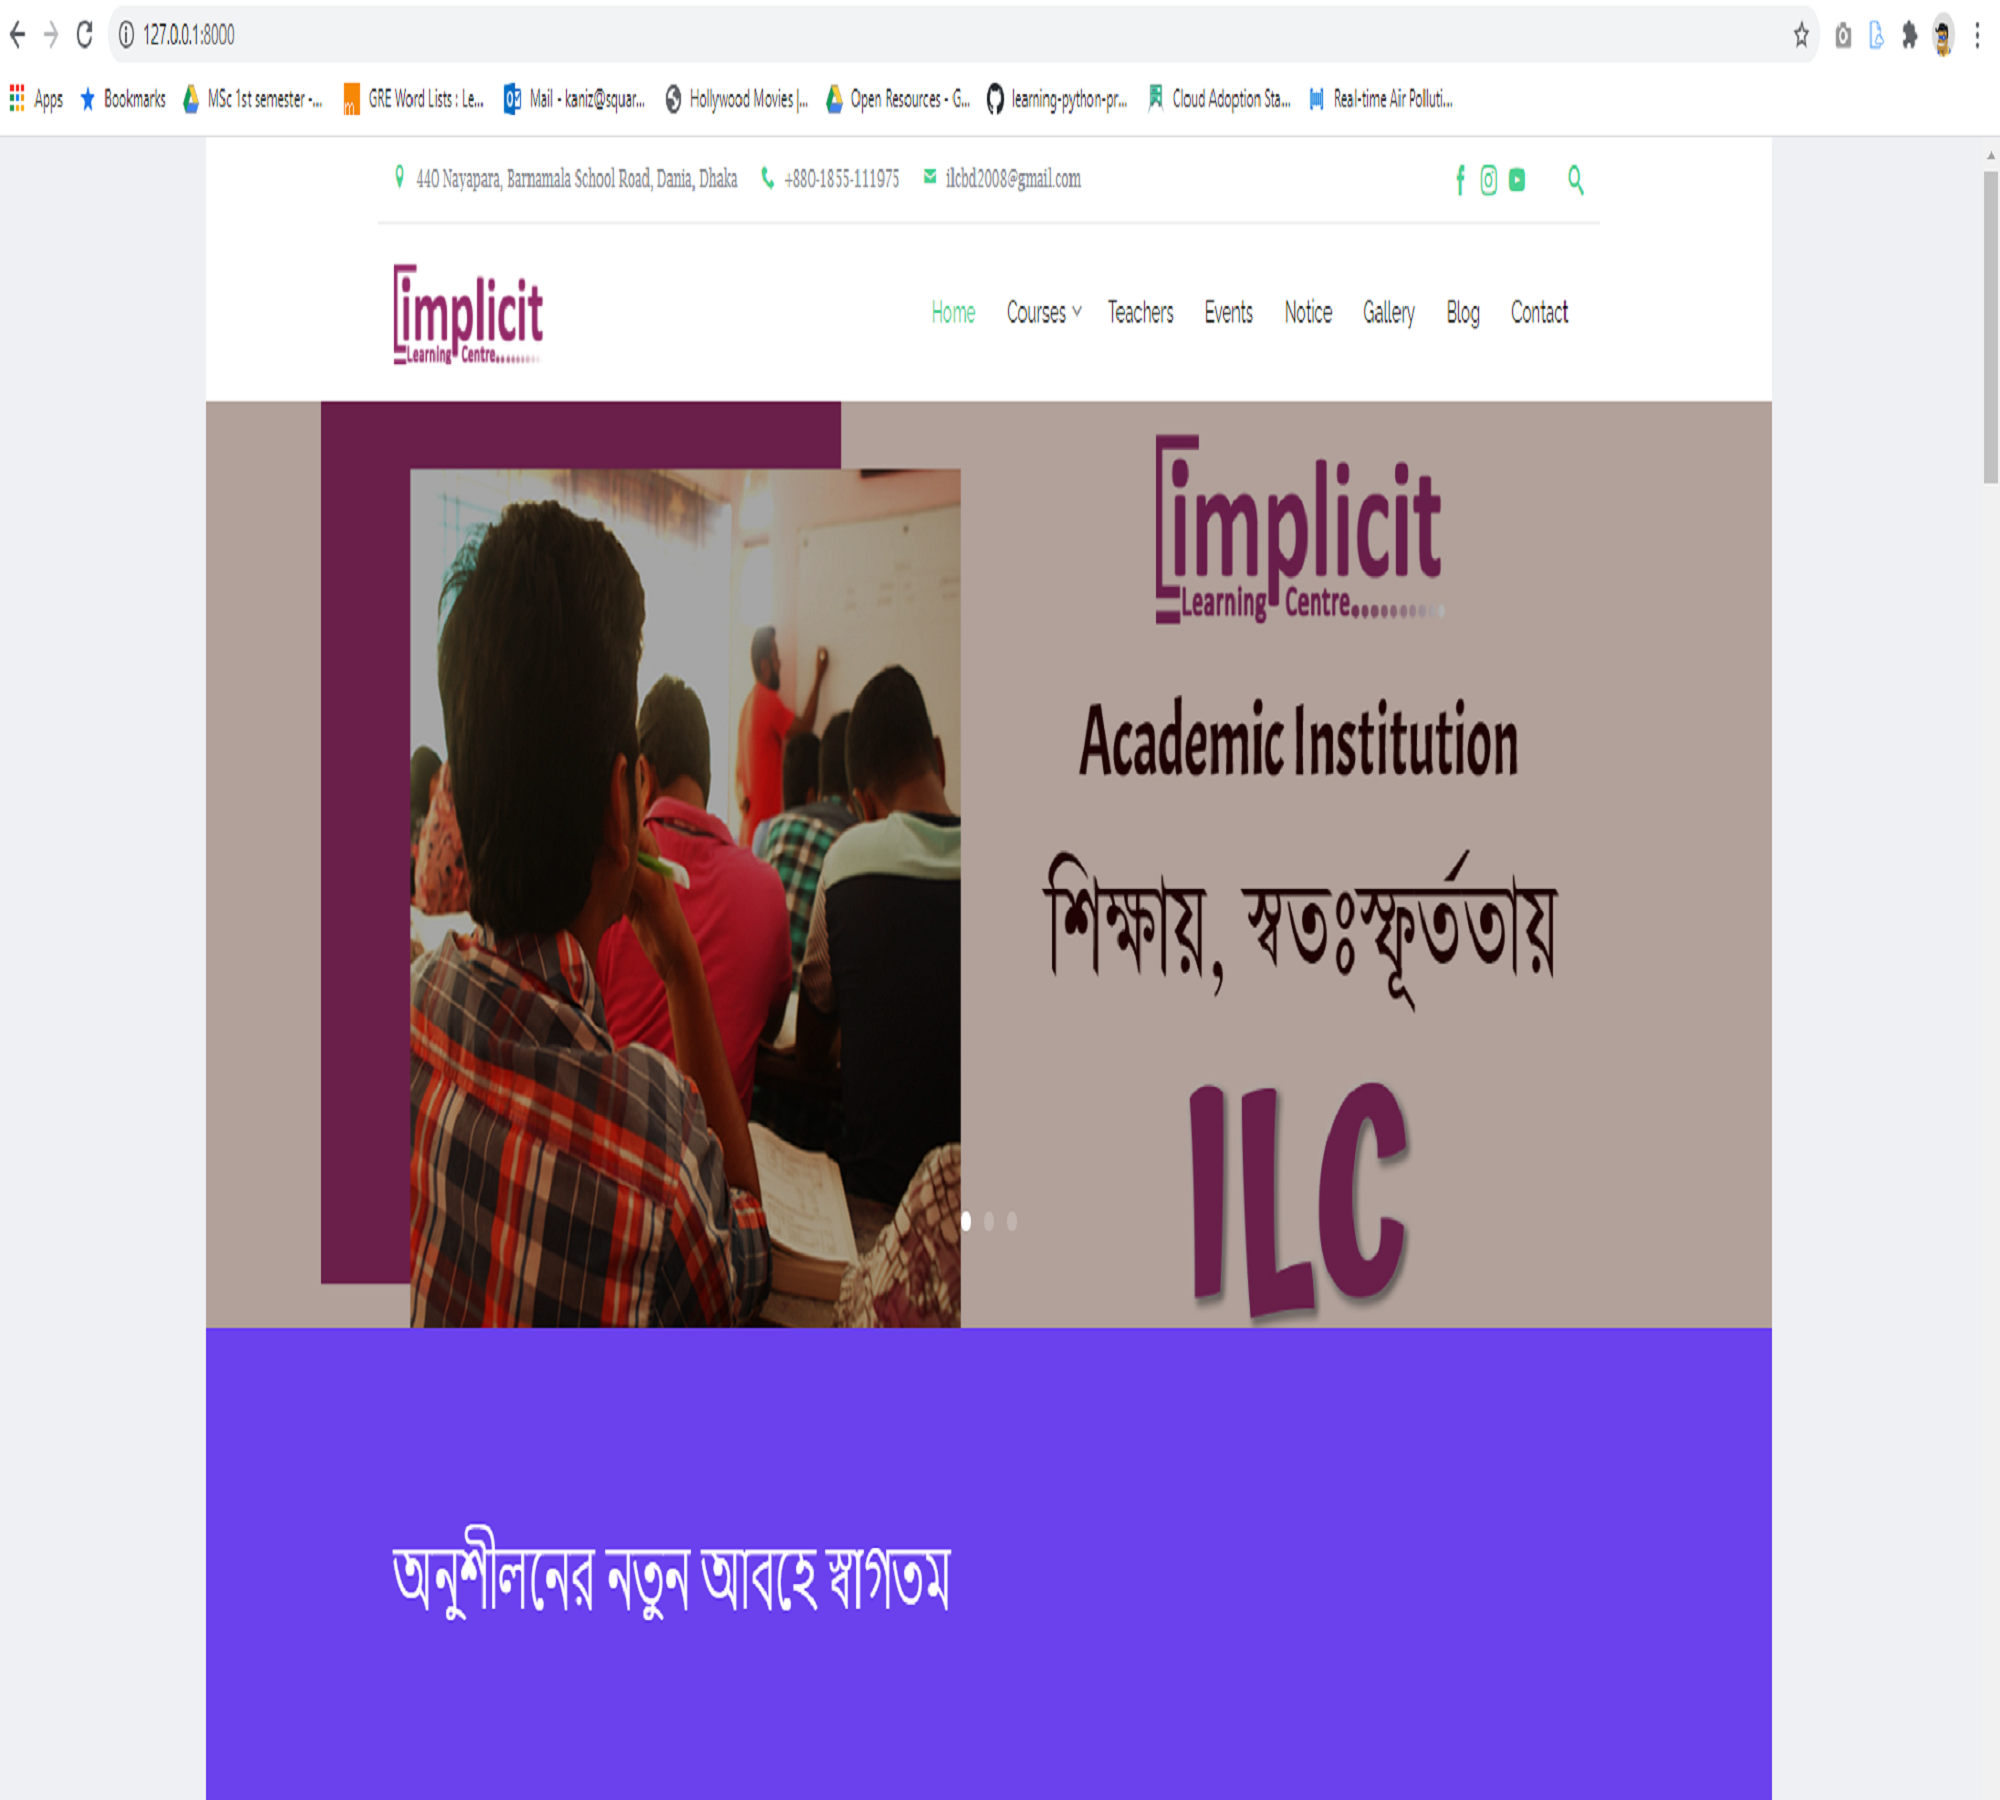 127.0.0.1:8000
Apps Bookmarks MSc 1st semester -... GRE Word Lists : Le... Mail - kaniz@squar... Hollywood Movies |... Open Resources - G... learning-python-pr... Cloud Adoption Sta... Real-time Air Polluti...
440 Nayapara, Barnamala School Road, Dania, Dhaka +880-1855-111975 ilcbd2008@gmail.com
implicit
Learning Centre
Home Courses Teachers Events Notice Gallery Blog Contact
implicit
Learning Centre
Academic Institution
শিক্ষায়, স্বতঃস্ফূর্ততায়
ILC
অনুশীলনের নতুন আবহে স্বাগতম